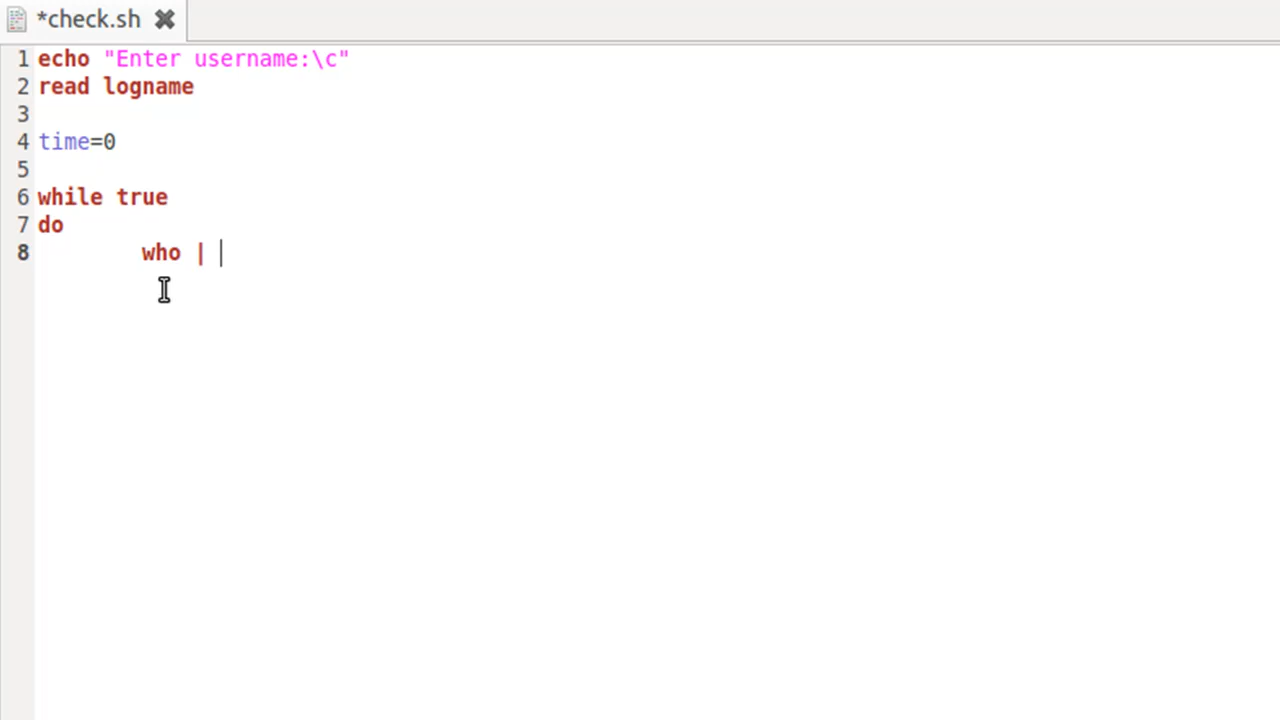 *check.sh
1 echo "Enter username:\c"
2 read logname
3
4 time=0
5
6 while true
7 do
8 who |